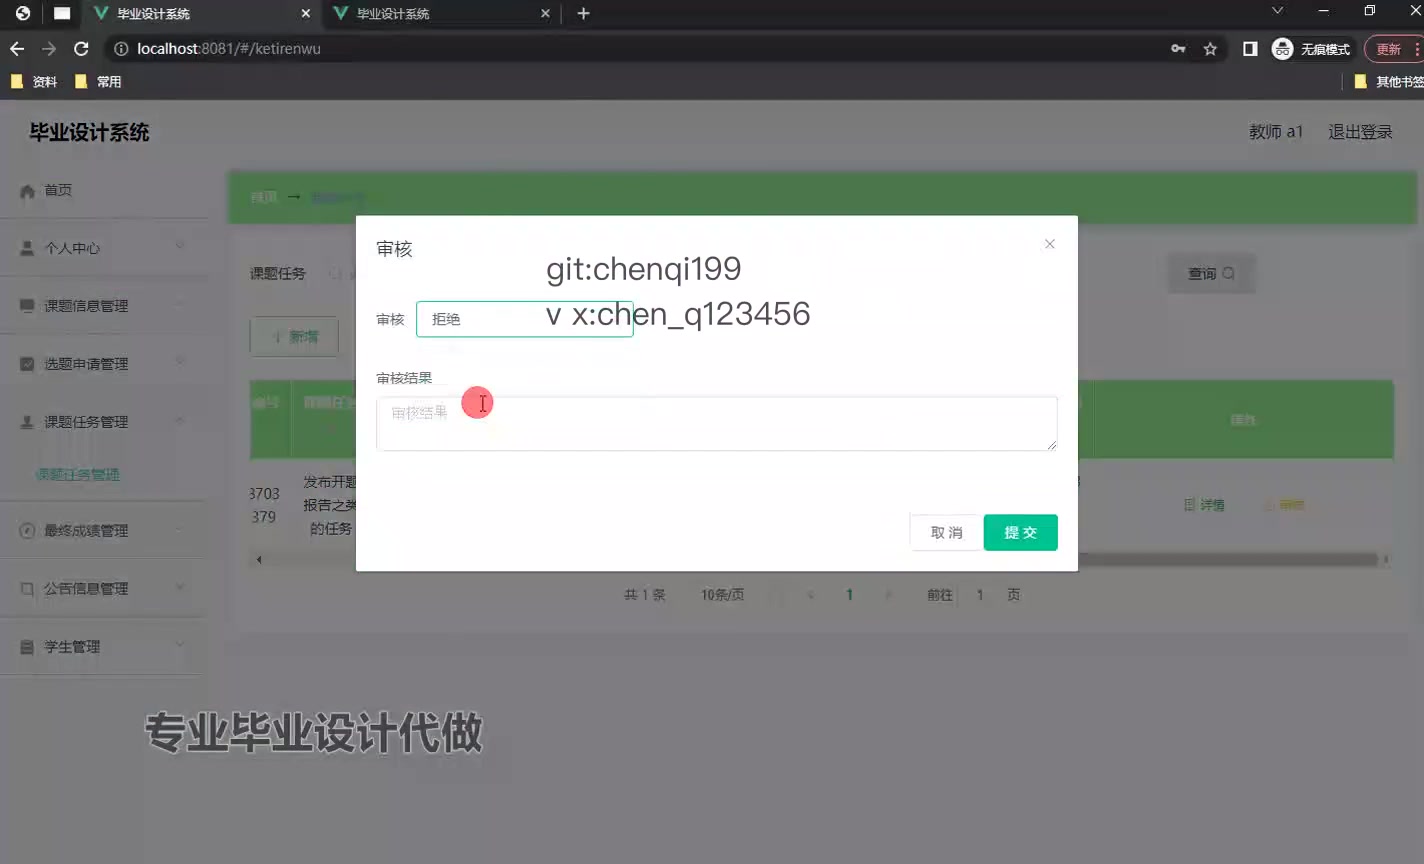 毕业设计系统
毕业设计系统
localhost:8081/#/ketirenwu
无痕模式
更新
资料
常用
其他书签
毕业设计系统
教师 a1
退出登录
首页
个人中心
课题信息管理
选题申请管理
课题任务管理
课题任务管理
最终成绩管理
公告信息管理
学生管理
首页
课题任务
查询
新增
3703
379
发布开题
报告之类
的任务
详情
审核
git:chenqi199
审核
拒绝
v x:chen_q123456
审核结果
审核结果
取消
提交
共 1 条
10条/页
1
前往
1
页
专业毕业设计代做